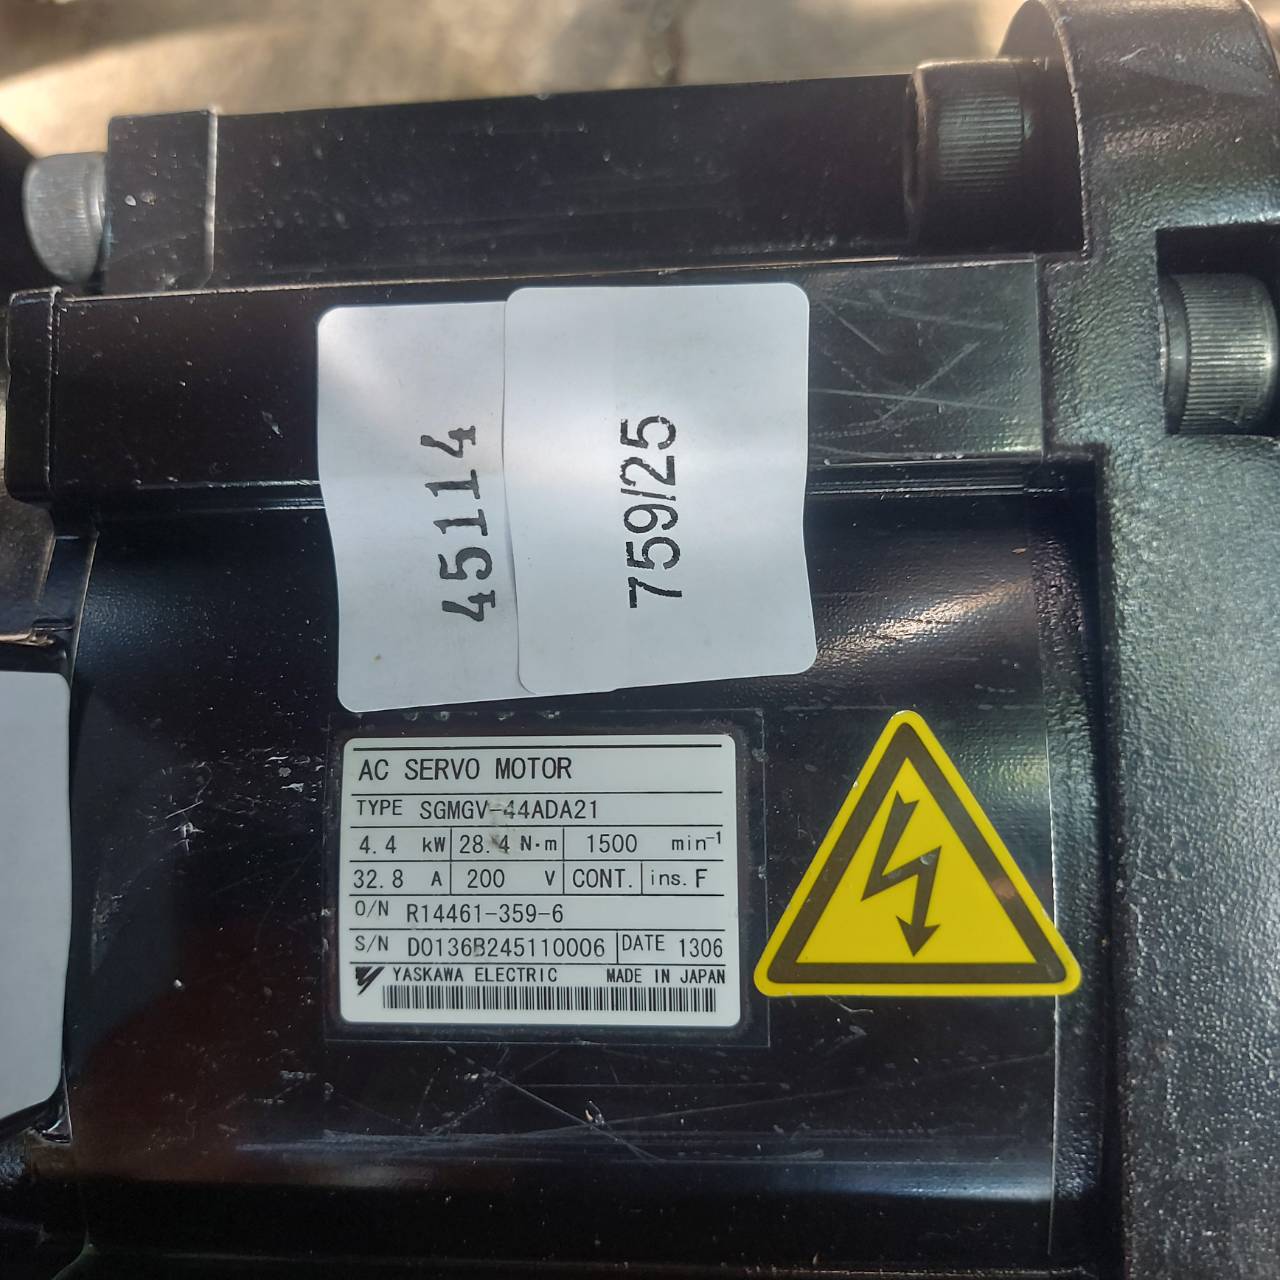 45114
759/25
AC SERVO MOTOR
TYPE SGMGV-44ADA21
4.4 kW 28.4 N·m 1500 min⁻¹
32.8 A 200 V CONT. ins. F
O/N R14461-359-6
S/N D0136B245110006 DATE 1306
YASKAWA ELECTRIC MADE IN JAPAN